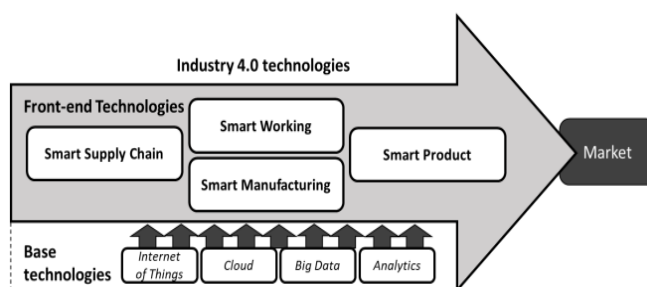 Industry 4.0 technologies
Front-end Technologies
Smart Supply Chain
Smart Working
Smart Manufacturing
Smart Product
Market
Base
technologies
Internet
of Things
Cloud
Big Data
Analytics